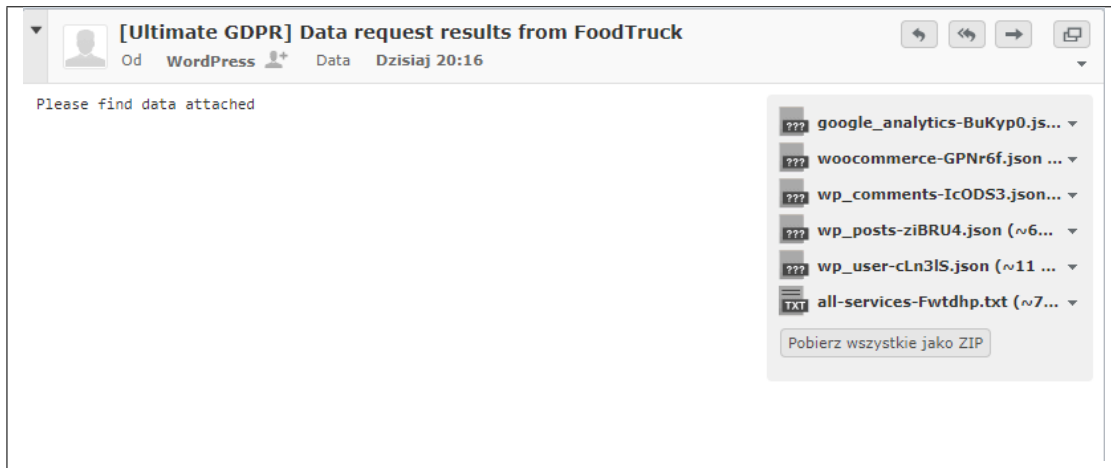 [Ultimate GDPR] Data request results from FoodTruck
Od WordPress Data Dzisiaj 20:16
Please find data attached
??? google_analytics-BuKyp0.js...
??? woocommerce-GPNr6f.json ...
??? wp_comments-IcODS3.json...
??? wp_posts-ziBRU4.json (~6...
??? wp_user-cLn3lS.json (~11 ...
TXT all-services-Fwtdhp.txt (~7...
Pobierz wszystkie jako ZIP